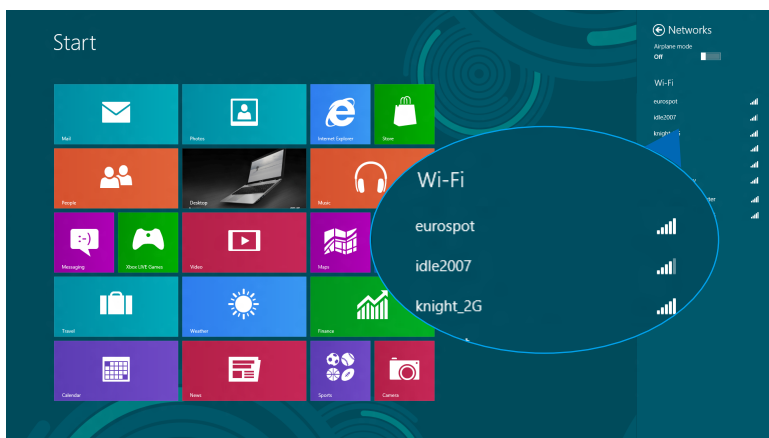 Start
Mail
Photos
Internet Explorer
Store
People
Desktop
Music
Messaging
Xbox LIVE Games
Video
Maps
Travel
Weather
Finance
Calendar
News
Sports
Camera
Networks
Airplane mode
Off
Wi-Fi
eurospot
idle2007
Wi-Fi
eurospot
idle2007
knight_2G